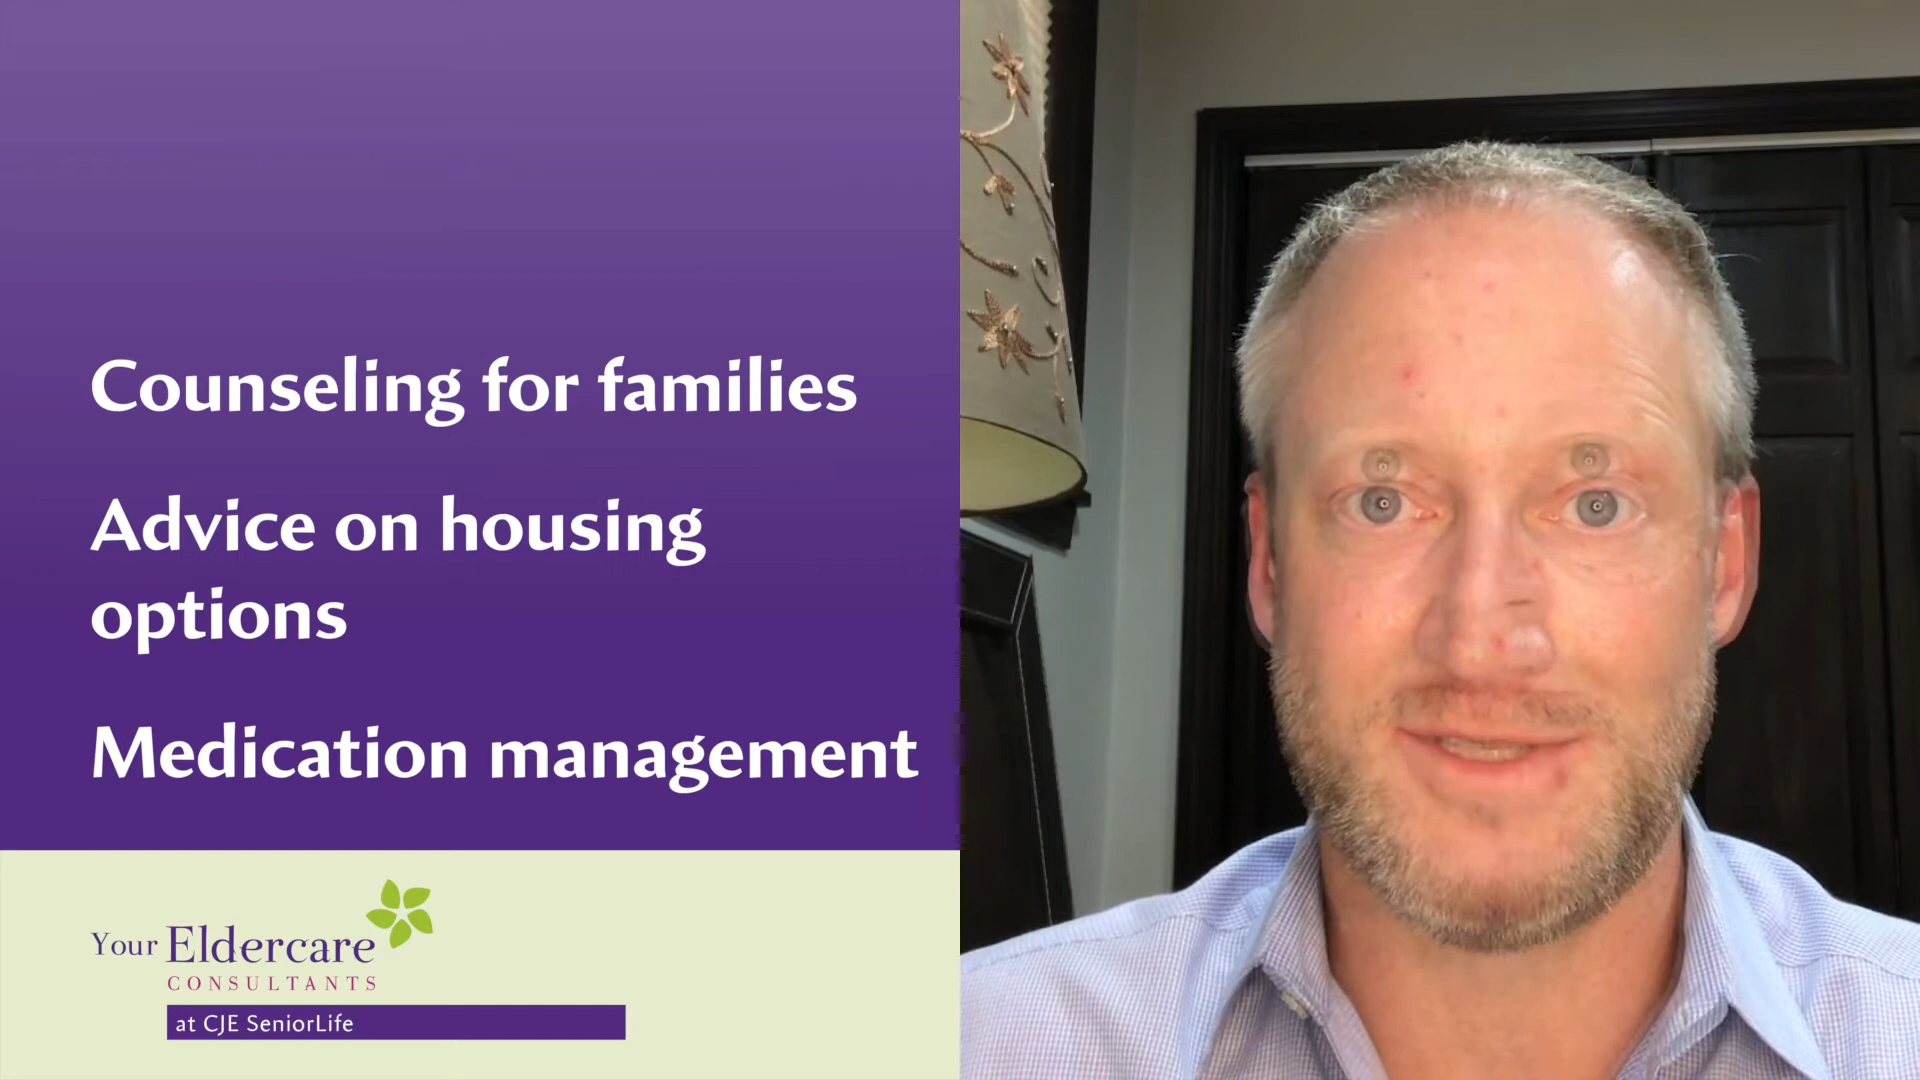 Counseling for families
Advice on housing
options
Medication management
Your Eldercare
CONSULTANTS
at CJE SeniorLife